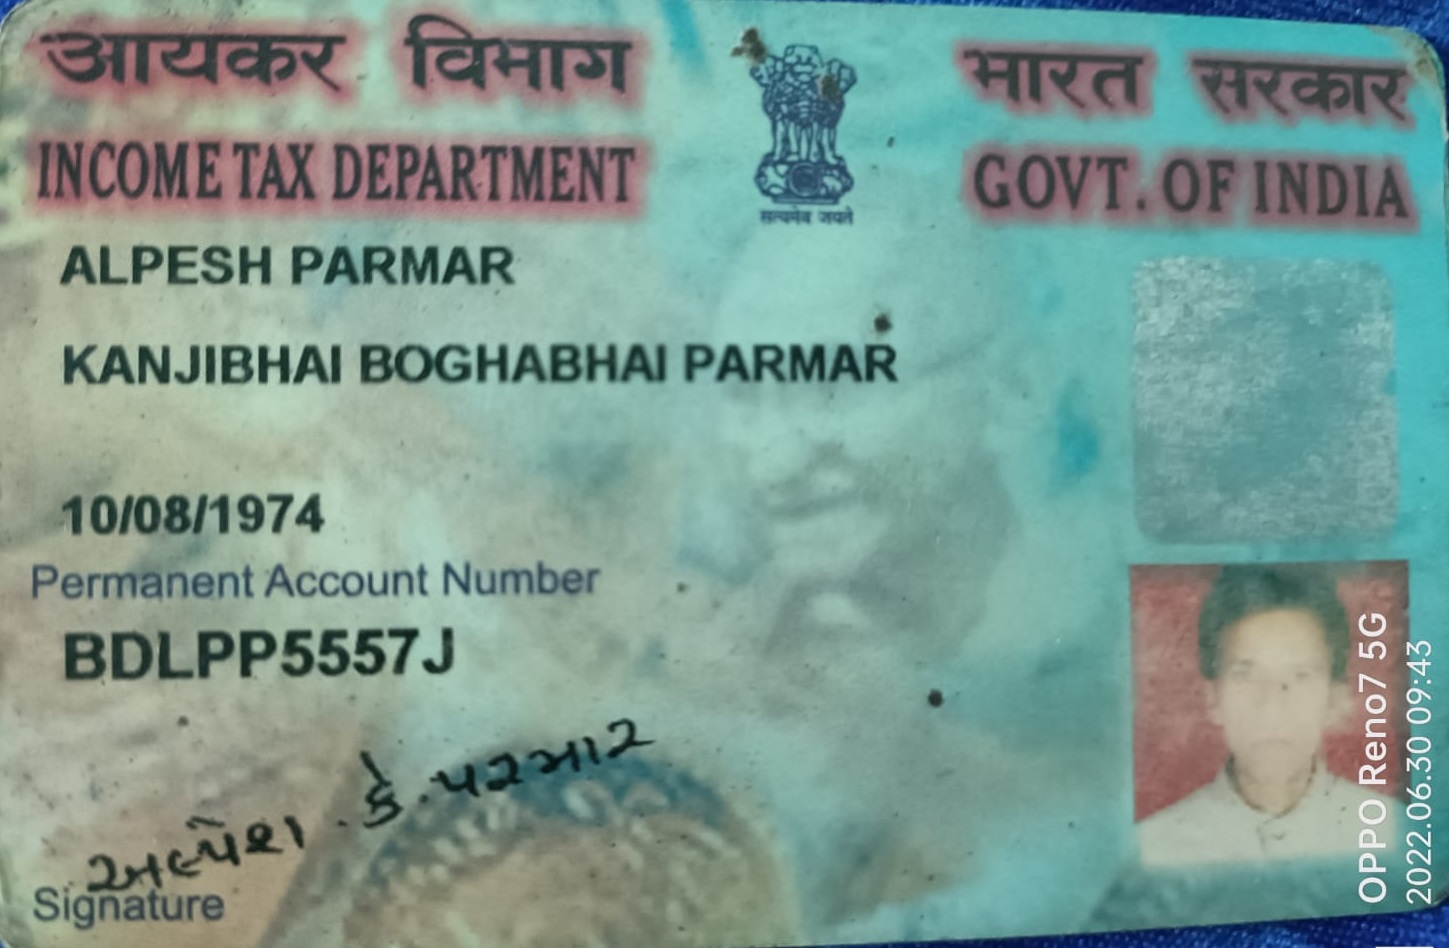 आयकर विभाग
INCOME TAX DEPARTMENT
सत्यमेव जयते
भारत सरकार
GOVT. OF INDIA
ALPESH PARMAR
KANJIBHAI BOGHABHAI PARMAR
10/08/1974
Permanent Account Number
BDLPP5557J
અલ્પેશ . કે . પરમાર
Signature
OPPO Reno7 5G
2022.06.30 09:43